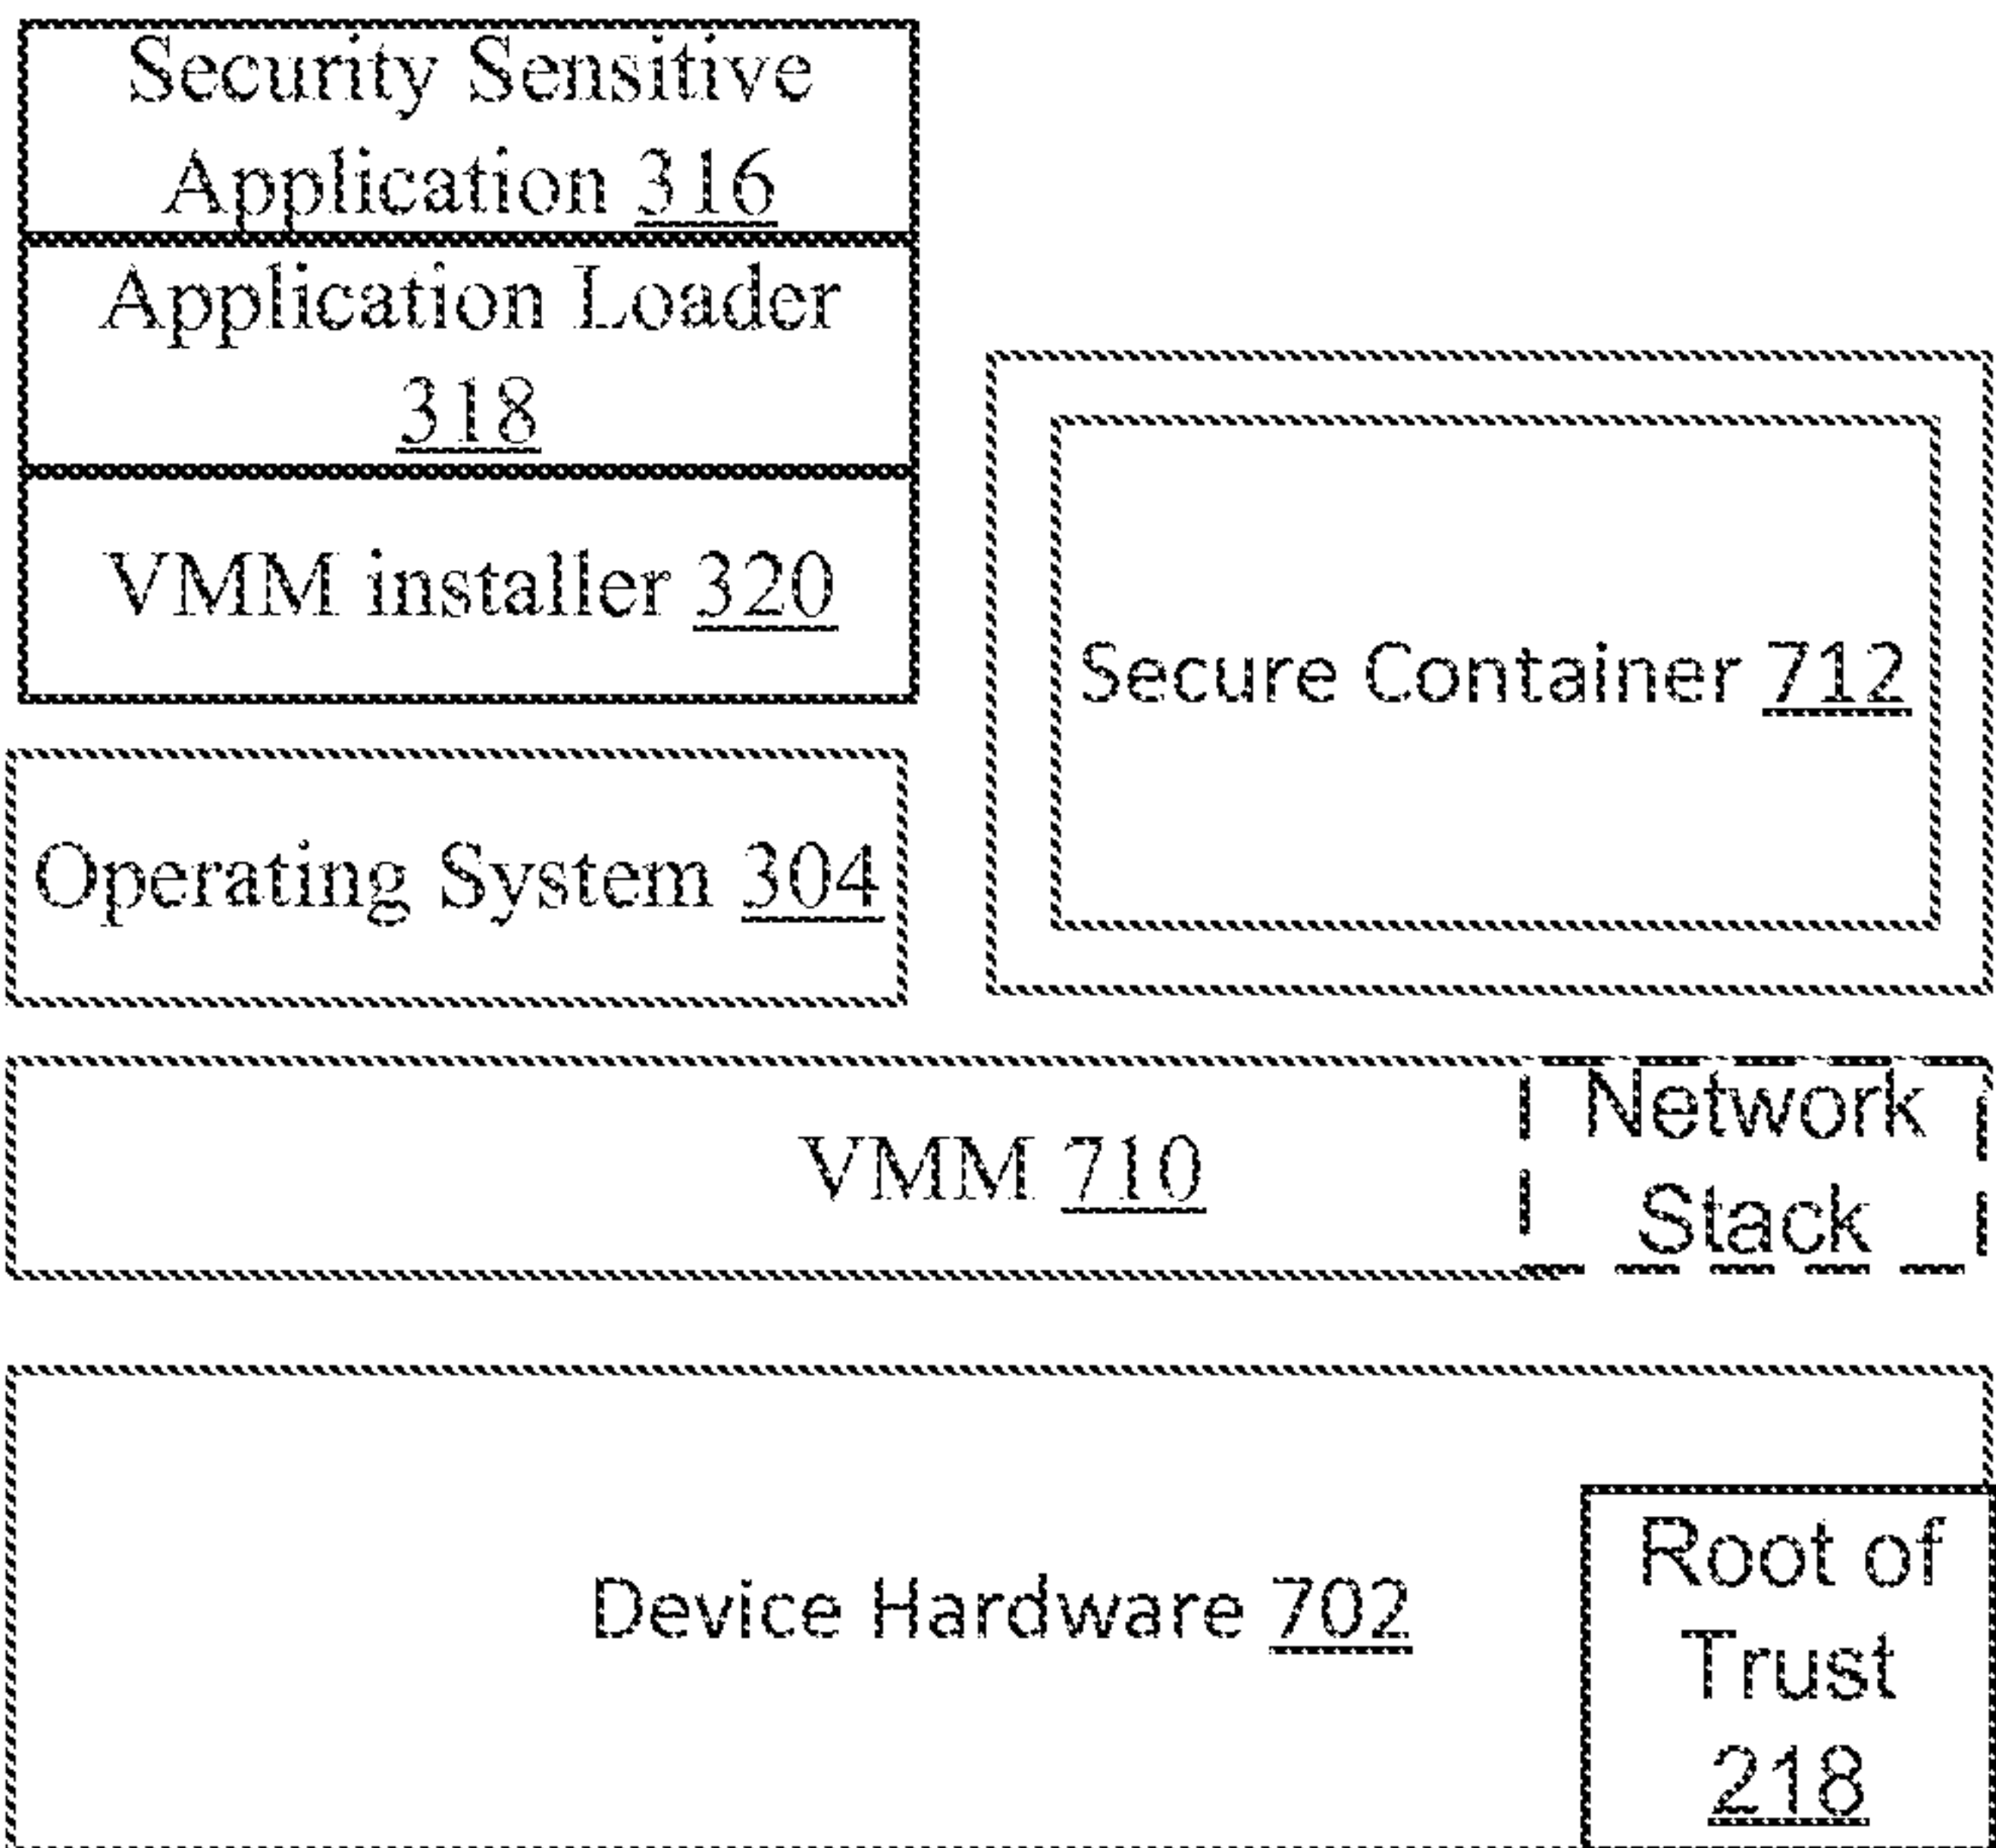 Security Sensitive
Application 316
Application Loader
318
VMM installer 320
Secure Container 712
Operating System 304
VMM 710
Network
Stack
Device Hardware 702
Root of
Trust
218